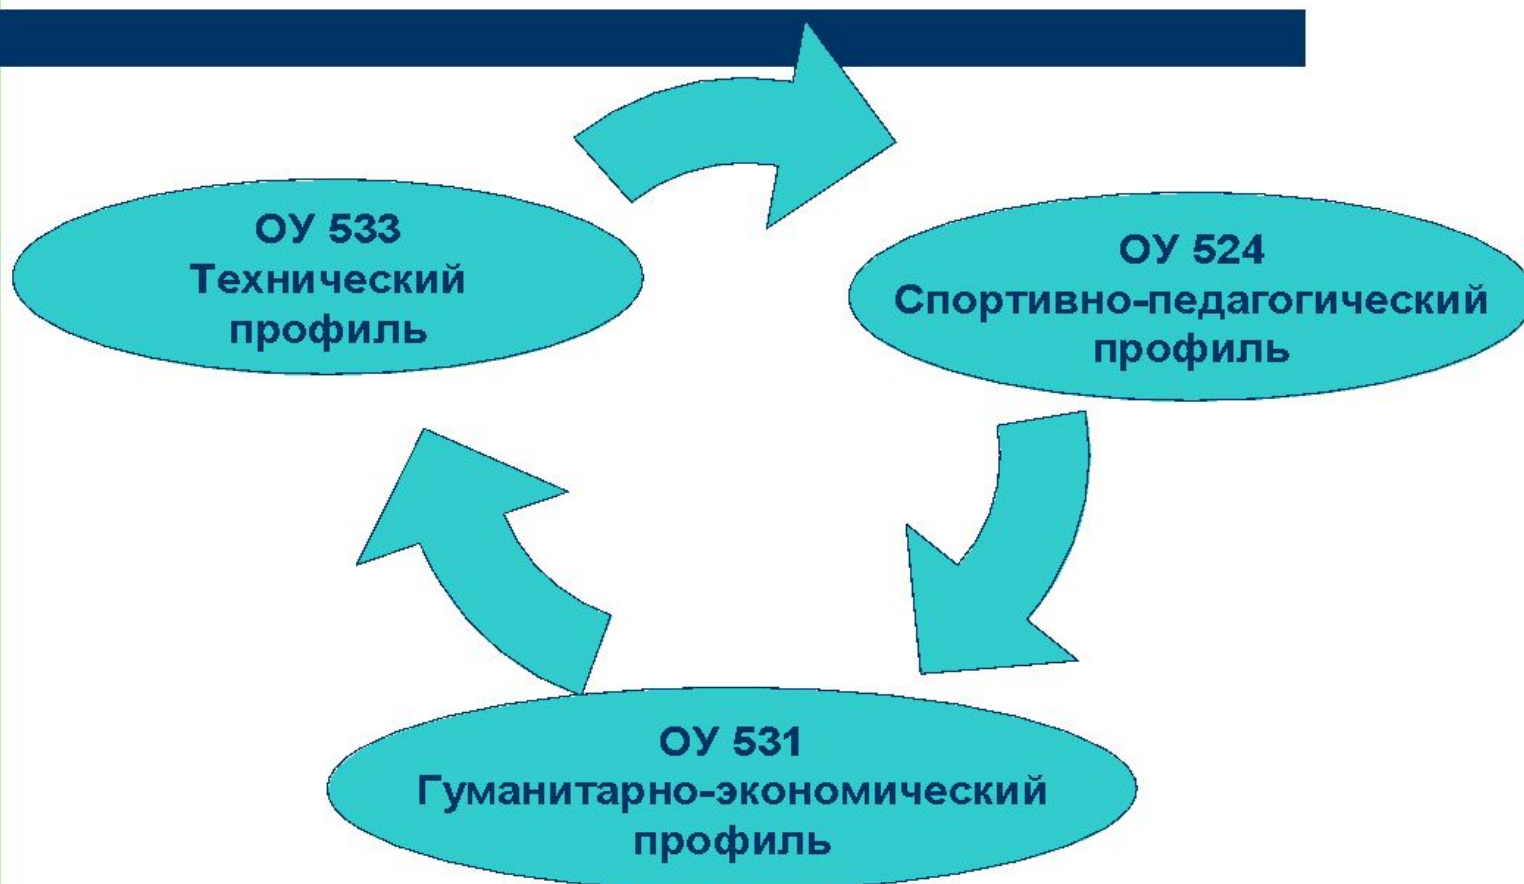 ОУ 533
Технический
профиль
ОУ 524
Спортивно-педагогический
профиль
ОУ 531
Гуманитарно-экономический
профиль